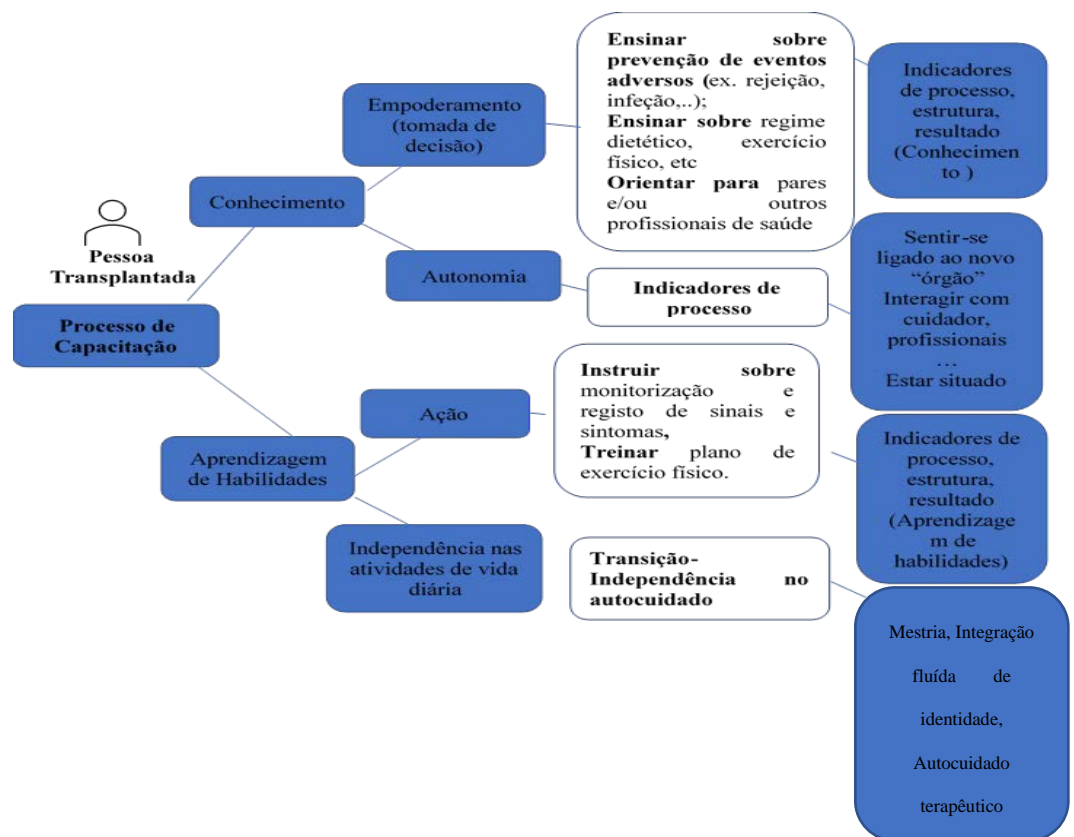 Pessoa
Transplantada
Processo de
Capacitação
Conhecimento
Empoderamento
(tomada de
decisão)
Ensinar sobre
prevenção de eventos
adversos (ex. rejeição,
infeção,..);
Ensinar sobre regime
dietético, exercício
físico, etc
Orientar para pares
e/ou outros
profissionais de saúde
Indicadores
de processo,
estrutura,
resultado
(Conhecimen
to )
Autonomia
Indicadores de
processo
Sentir-se
ligado ao novo
“órgão”
Interagir com
cuidador,
profissionais
…
Estar situado
Aprendizagem
de Habilidades
Ação
Instruir sobre
monitorização e
registo de sinais e
sintomas,
Treinar plano de
exercício físico.
Indicadores de
processo,
estrutura,
resultado
(Aprendizage
m de
habilidades)
Independência nas
atividades de vida
diária
Transição-
Independência no
autocuidado
Mestria, Integração
fluída de
identidade,
Autocuidado
terapêutico